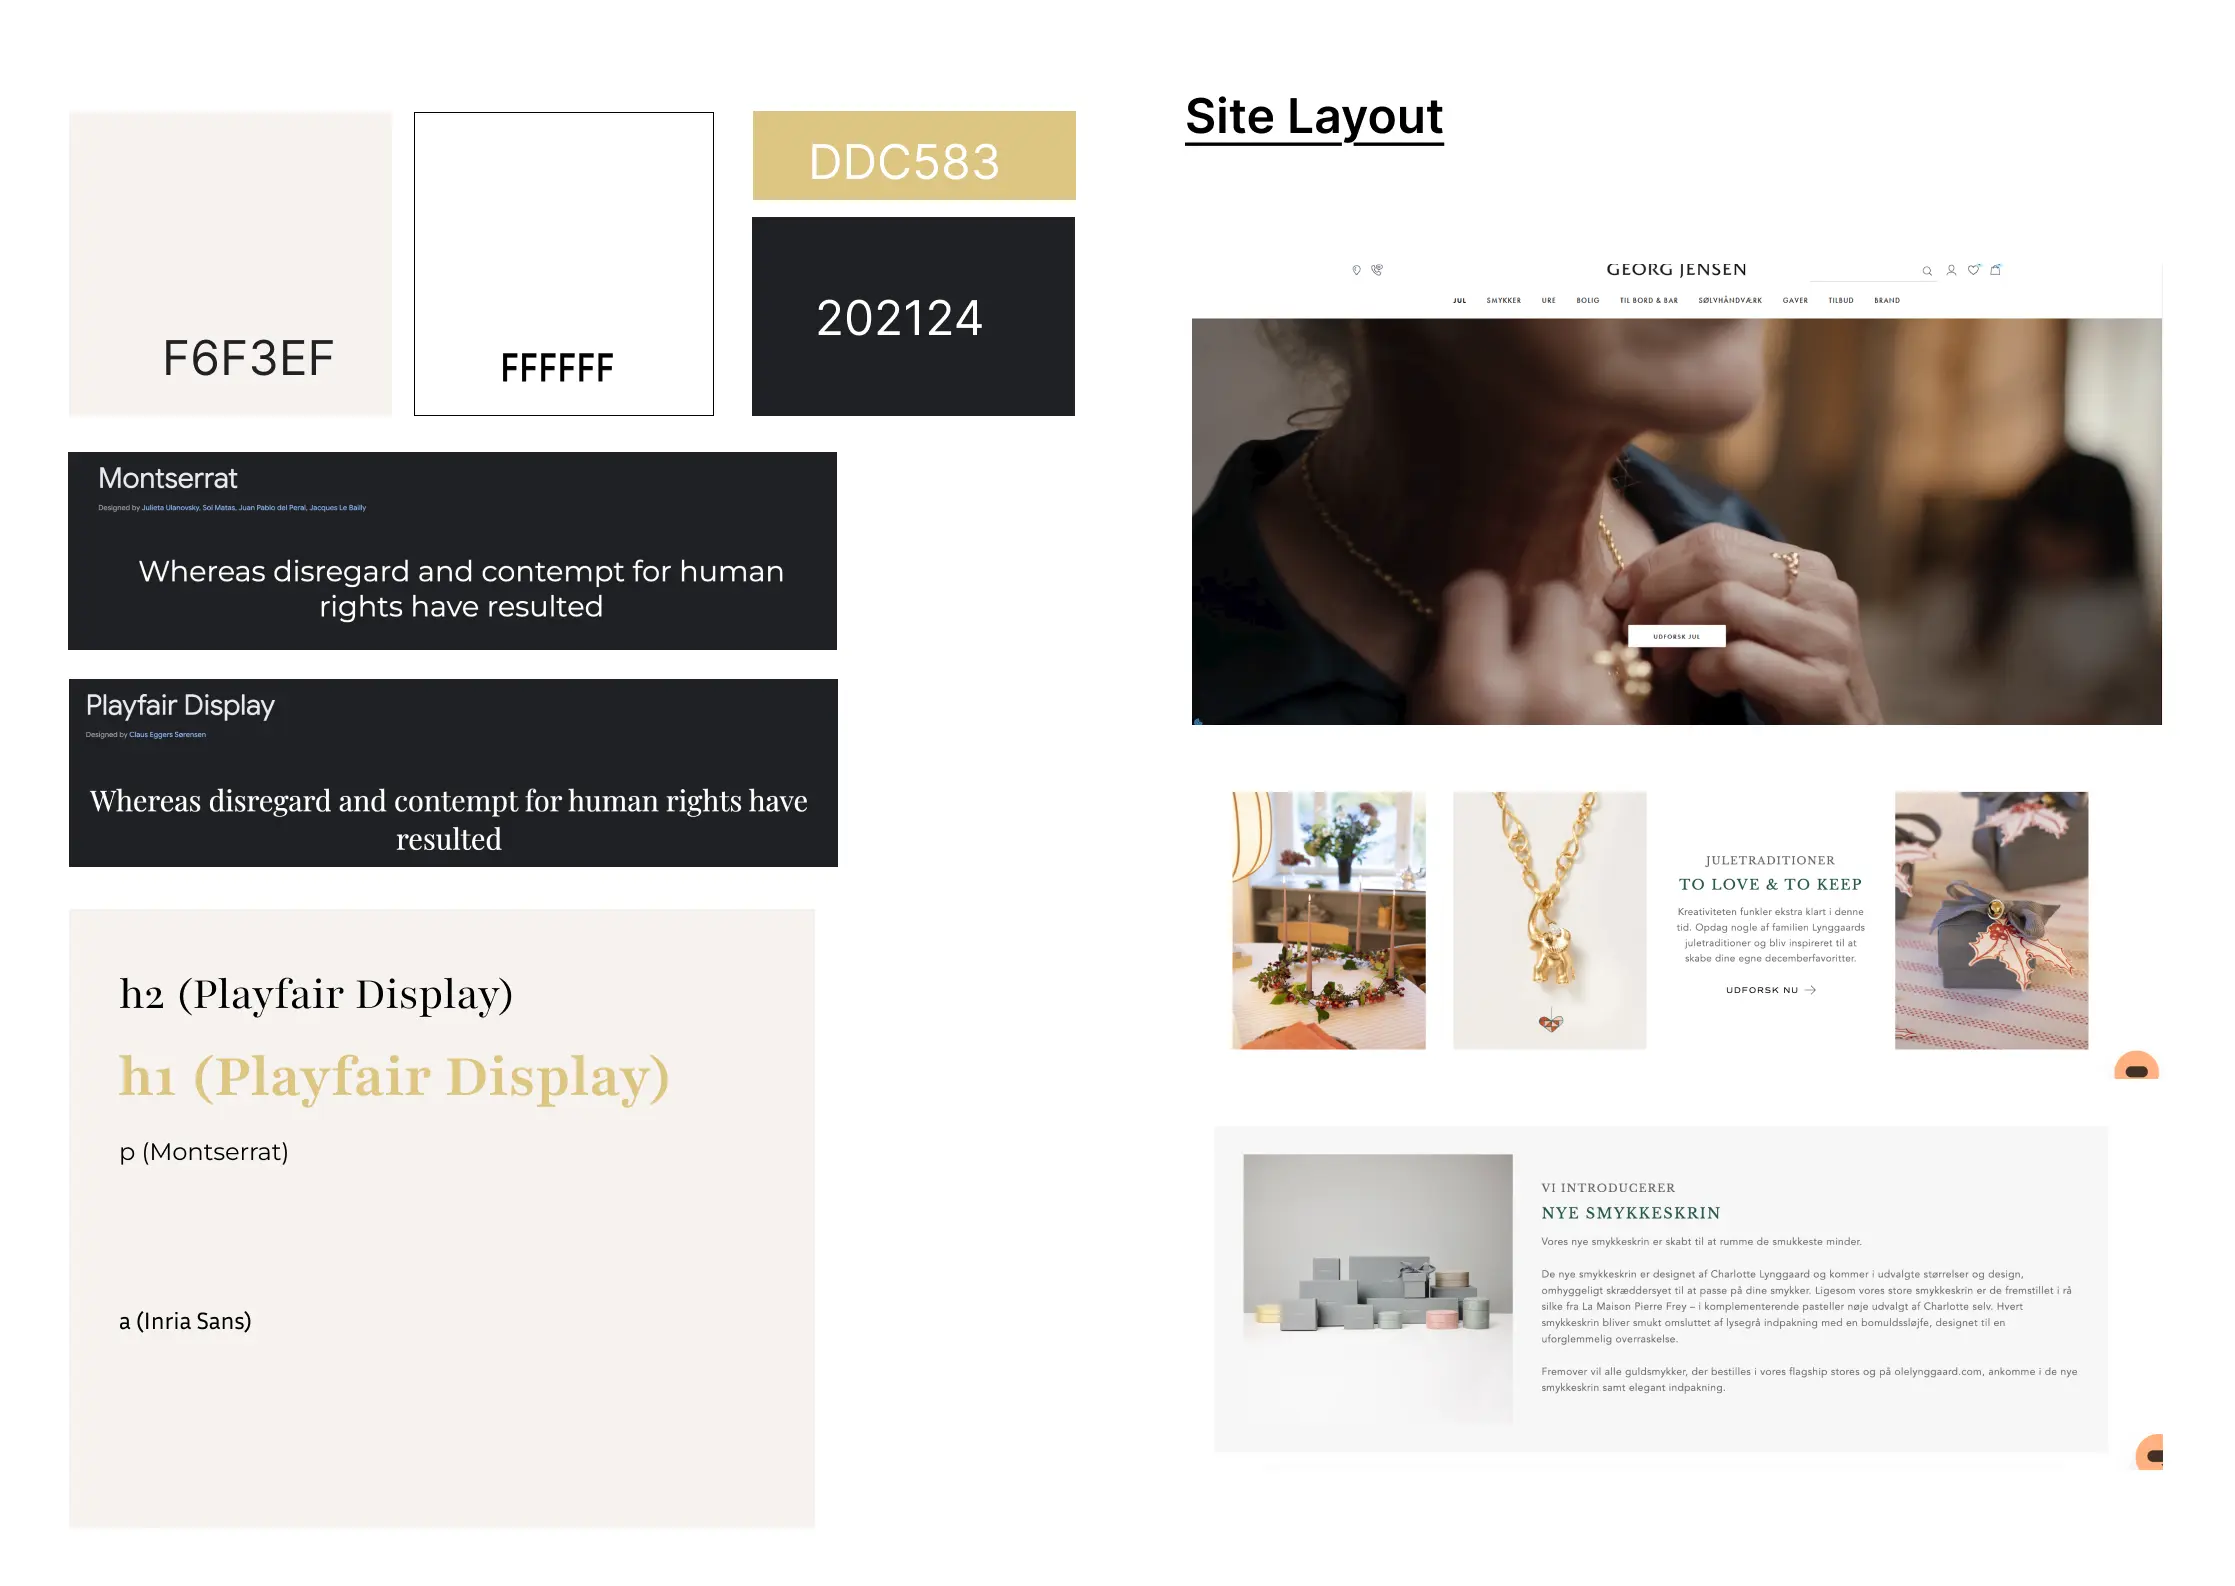 F6F3EF
FFFFFF
DDC583
202124
Montserrat
Designed by Julieta Ulanovsky, Sol Matas, Juan Pablo del Peral, Jacques Le Bailly
Whereas disregard and contempt for human
rights have resulted
Playfair Display
Designed by Claus Eggers Sørensen
Whereas disregard and contempt for human rights have
resulted
h2 (Playfair Display)
h1 (Playfair Display)
p (Montserrat)
a (Inria Sans)
Site Layout
GEORG JENSEN
JUL SMYKKER URE BOLIG TIL BORD & BAR SØLVHÅNDVÆRK GAVER TILBUD BRAND
UDFORSK JUL
JULETRADITIONER
TO LOVE & TO KEEP
Kreativiteten funkler ekstra klart i denne
tid. Opdag nogle af familien Lynggaards
juletraditioner og bliv inspireret til at
skabe dine egne decemberfavoritter.
UDFORSK NU
VI INTRODUCERER
NYE SMYKKESKRIN
Vores nye smykkeskrin er skabt til at rumme de smukkeste minder.
De nye smykkeskrin er designet af Charlotte Lynggaard og kommer i udvalgte størrelser og design,
omhyggeligt skræddersyet til at passe på dine smykker. Ligesom vores store smykkeskrin er de fremstillet i rå
silke fra La Maison Pierre Frey – i komplementerende pasteller nøje udvalgt af Charlotte selv. Hvert
smykkeskrin bliver smukt omsluttet af lysegrå indpakning med en bomuldssløjfe, designet til en
uforglemmelig overraskelse.
Fremover vil alle guldsmykker, der bestilles i vores flagship stores og på olelynggaard.com, ankomme i de nye
smykkeskrin samt elegant indpakning.